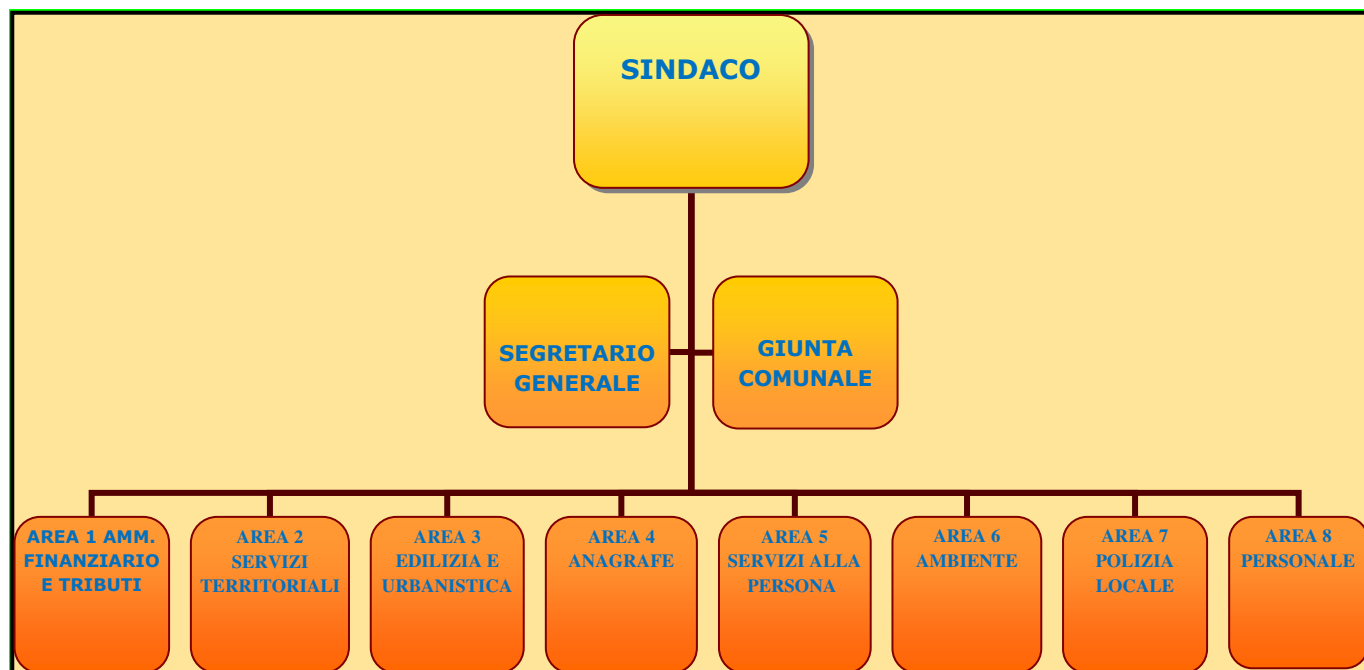 SINDACO
SEGRETARIO
GENERALE
GIUNTA
COMUNALE
AREA 1 AMM.
FINANZIARIO
E TRIBUTI
AREA 2
SERVIZI
TERRITORIALI
AREA 3
EDILIZIA E
URBANISTICA
AREA 4
ANAGRAFE
AREA 5
SERVIZI ALLA
PERSONA
AREA 6
AMBIENTE
AREA 7
POLIZIA
LOCALE
AREA 8
PERSONALE